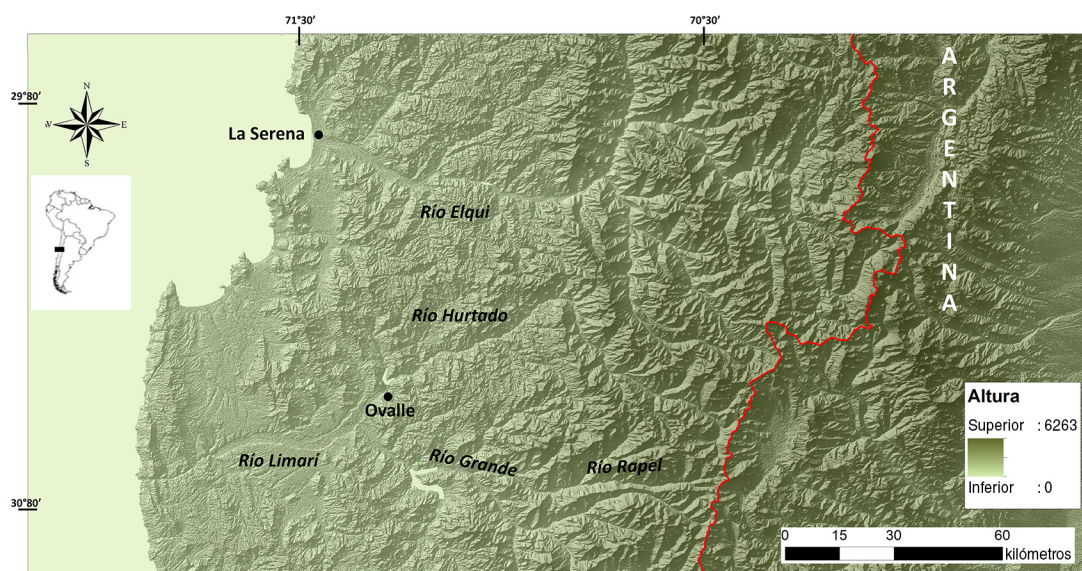 71°30'
70°30'
29°80'
N
W
E
S
La Serena
ARGENTINA
Río Elqui
Río Hurtado
Ovalle
Río Limarí
Río Grande
Río Rapel
30°80'
Altura
Superior : 6263
Inferior : 0
0 15 30 60
kilómetros